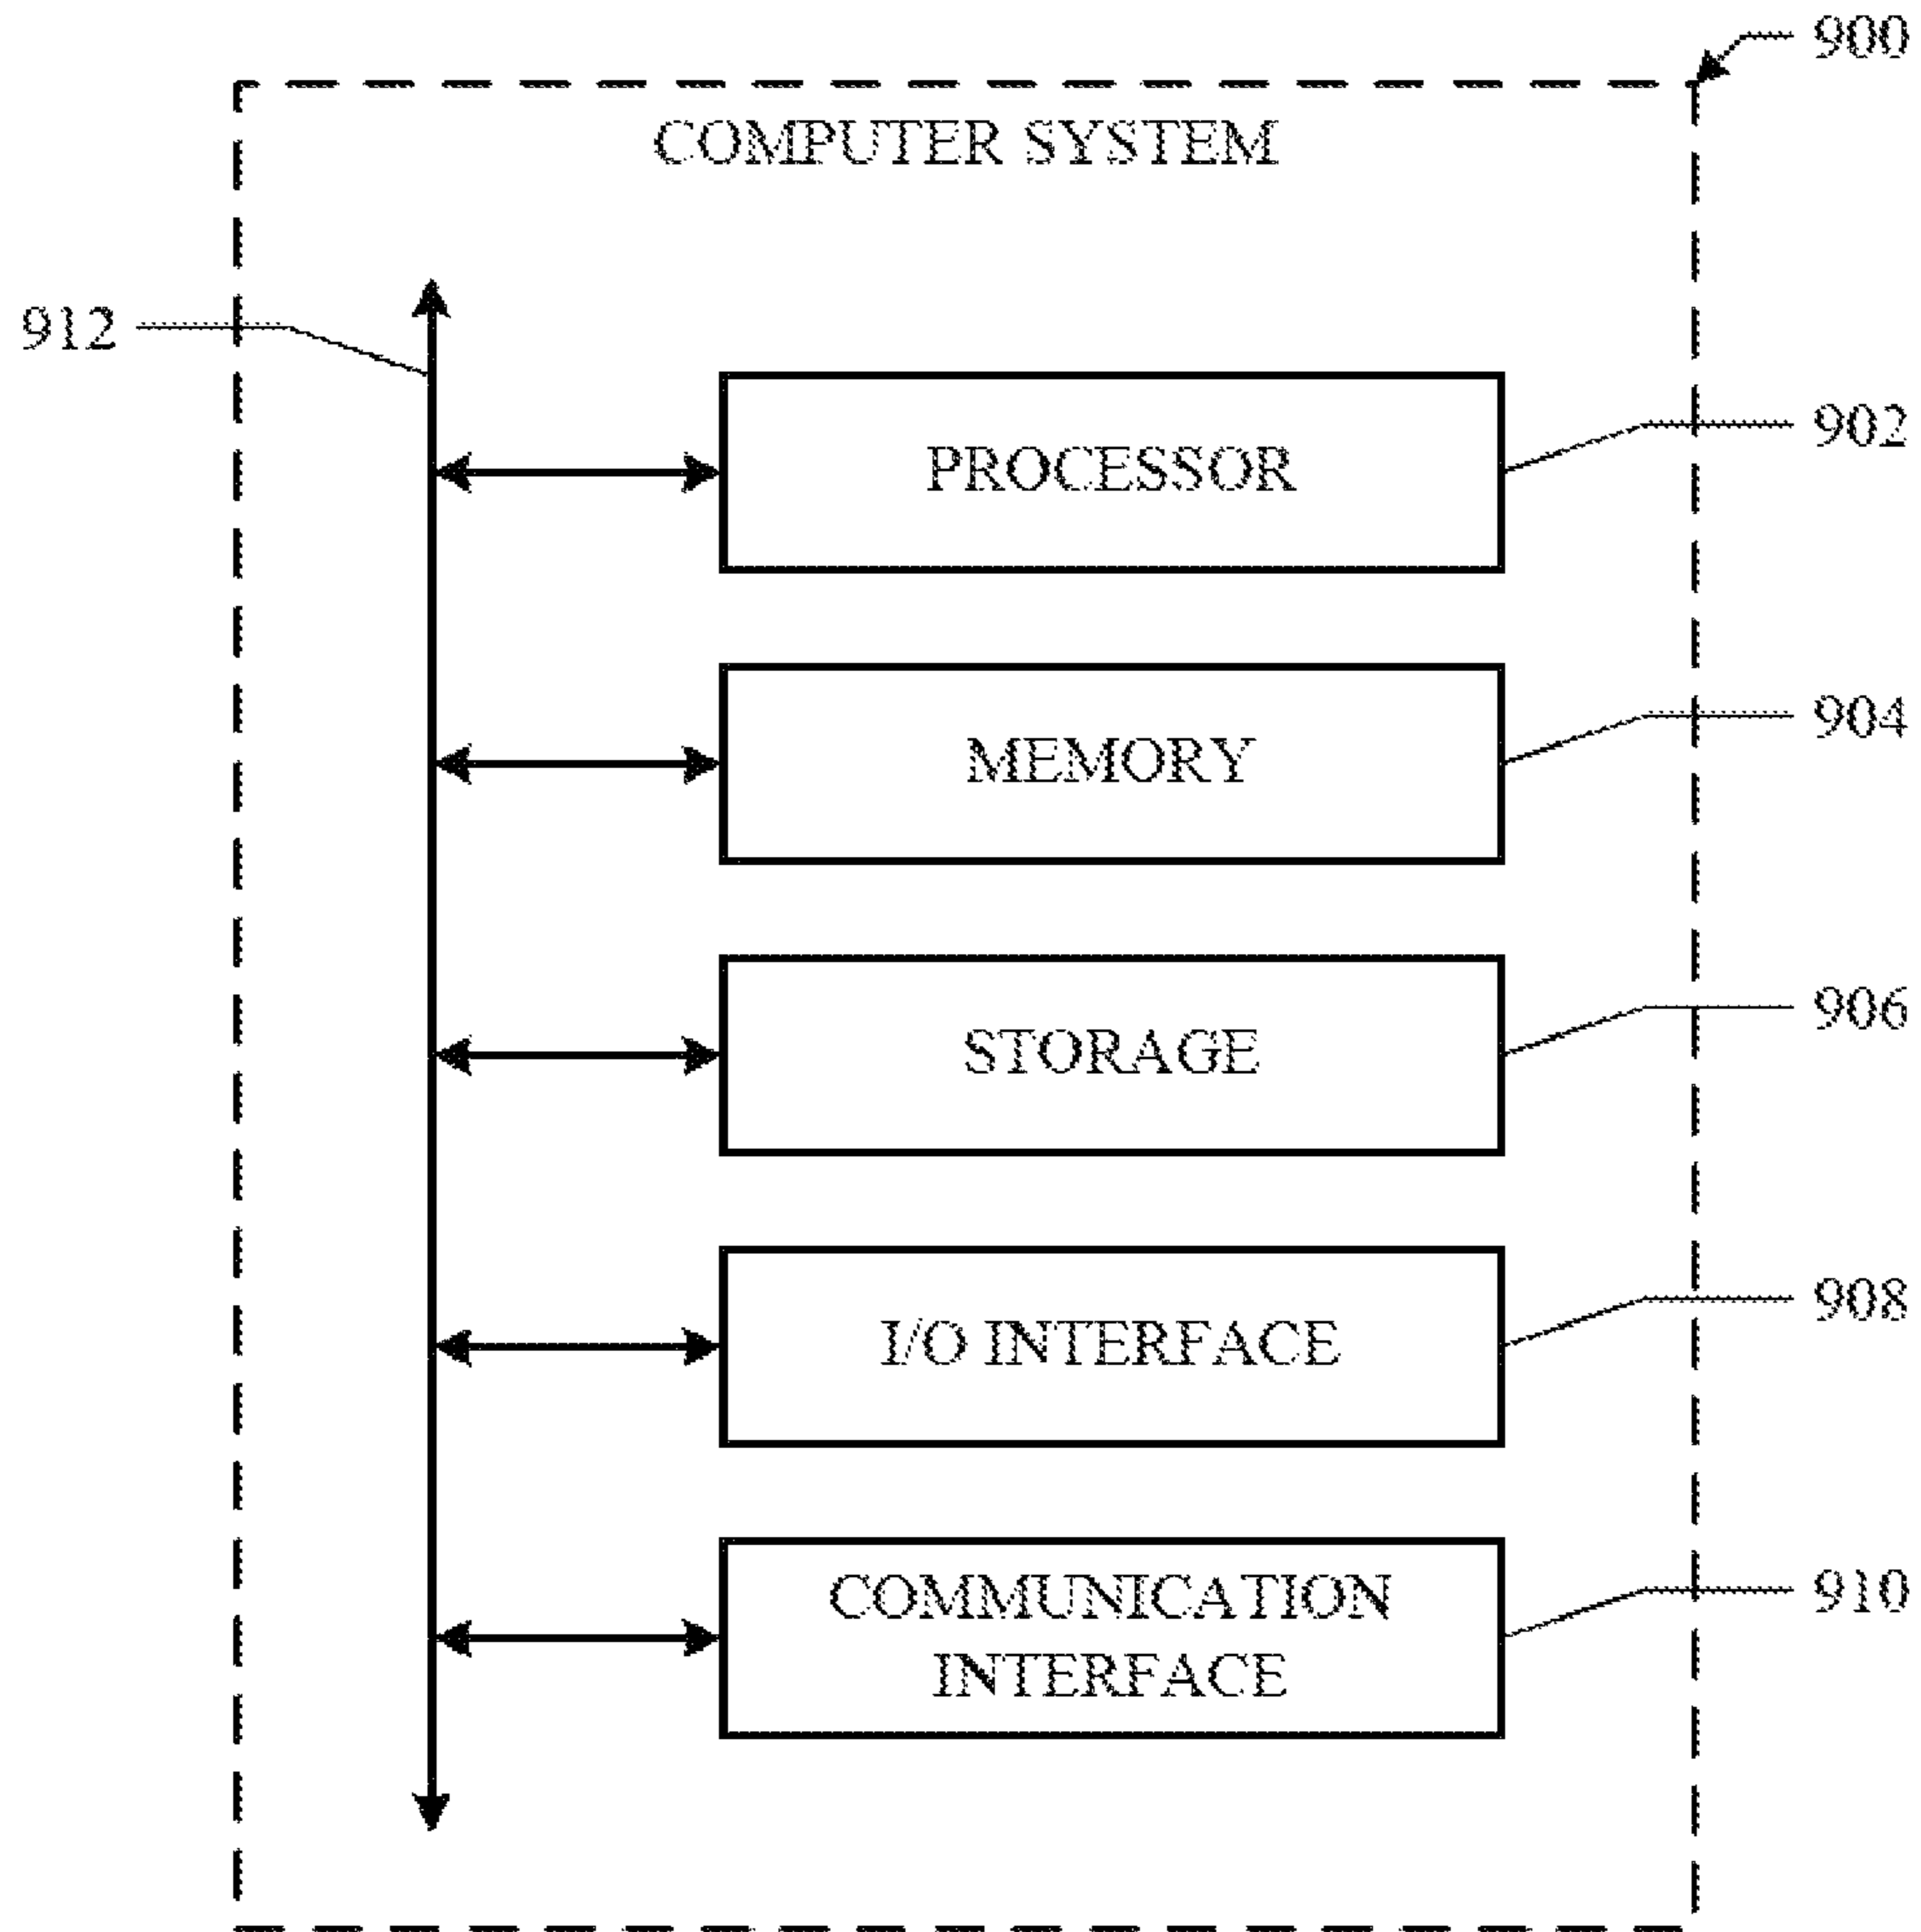 900
COMPUTER SYSTEM
912
902
PROCESSOR
904
MEMORY
906
STORAGE
908
I/O INTERFACE
910
COMMUNICATION
INTERFACE